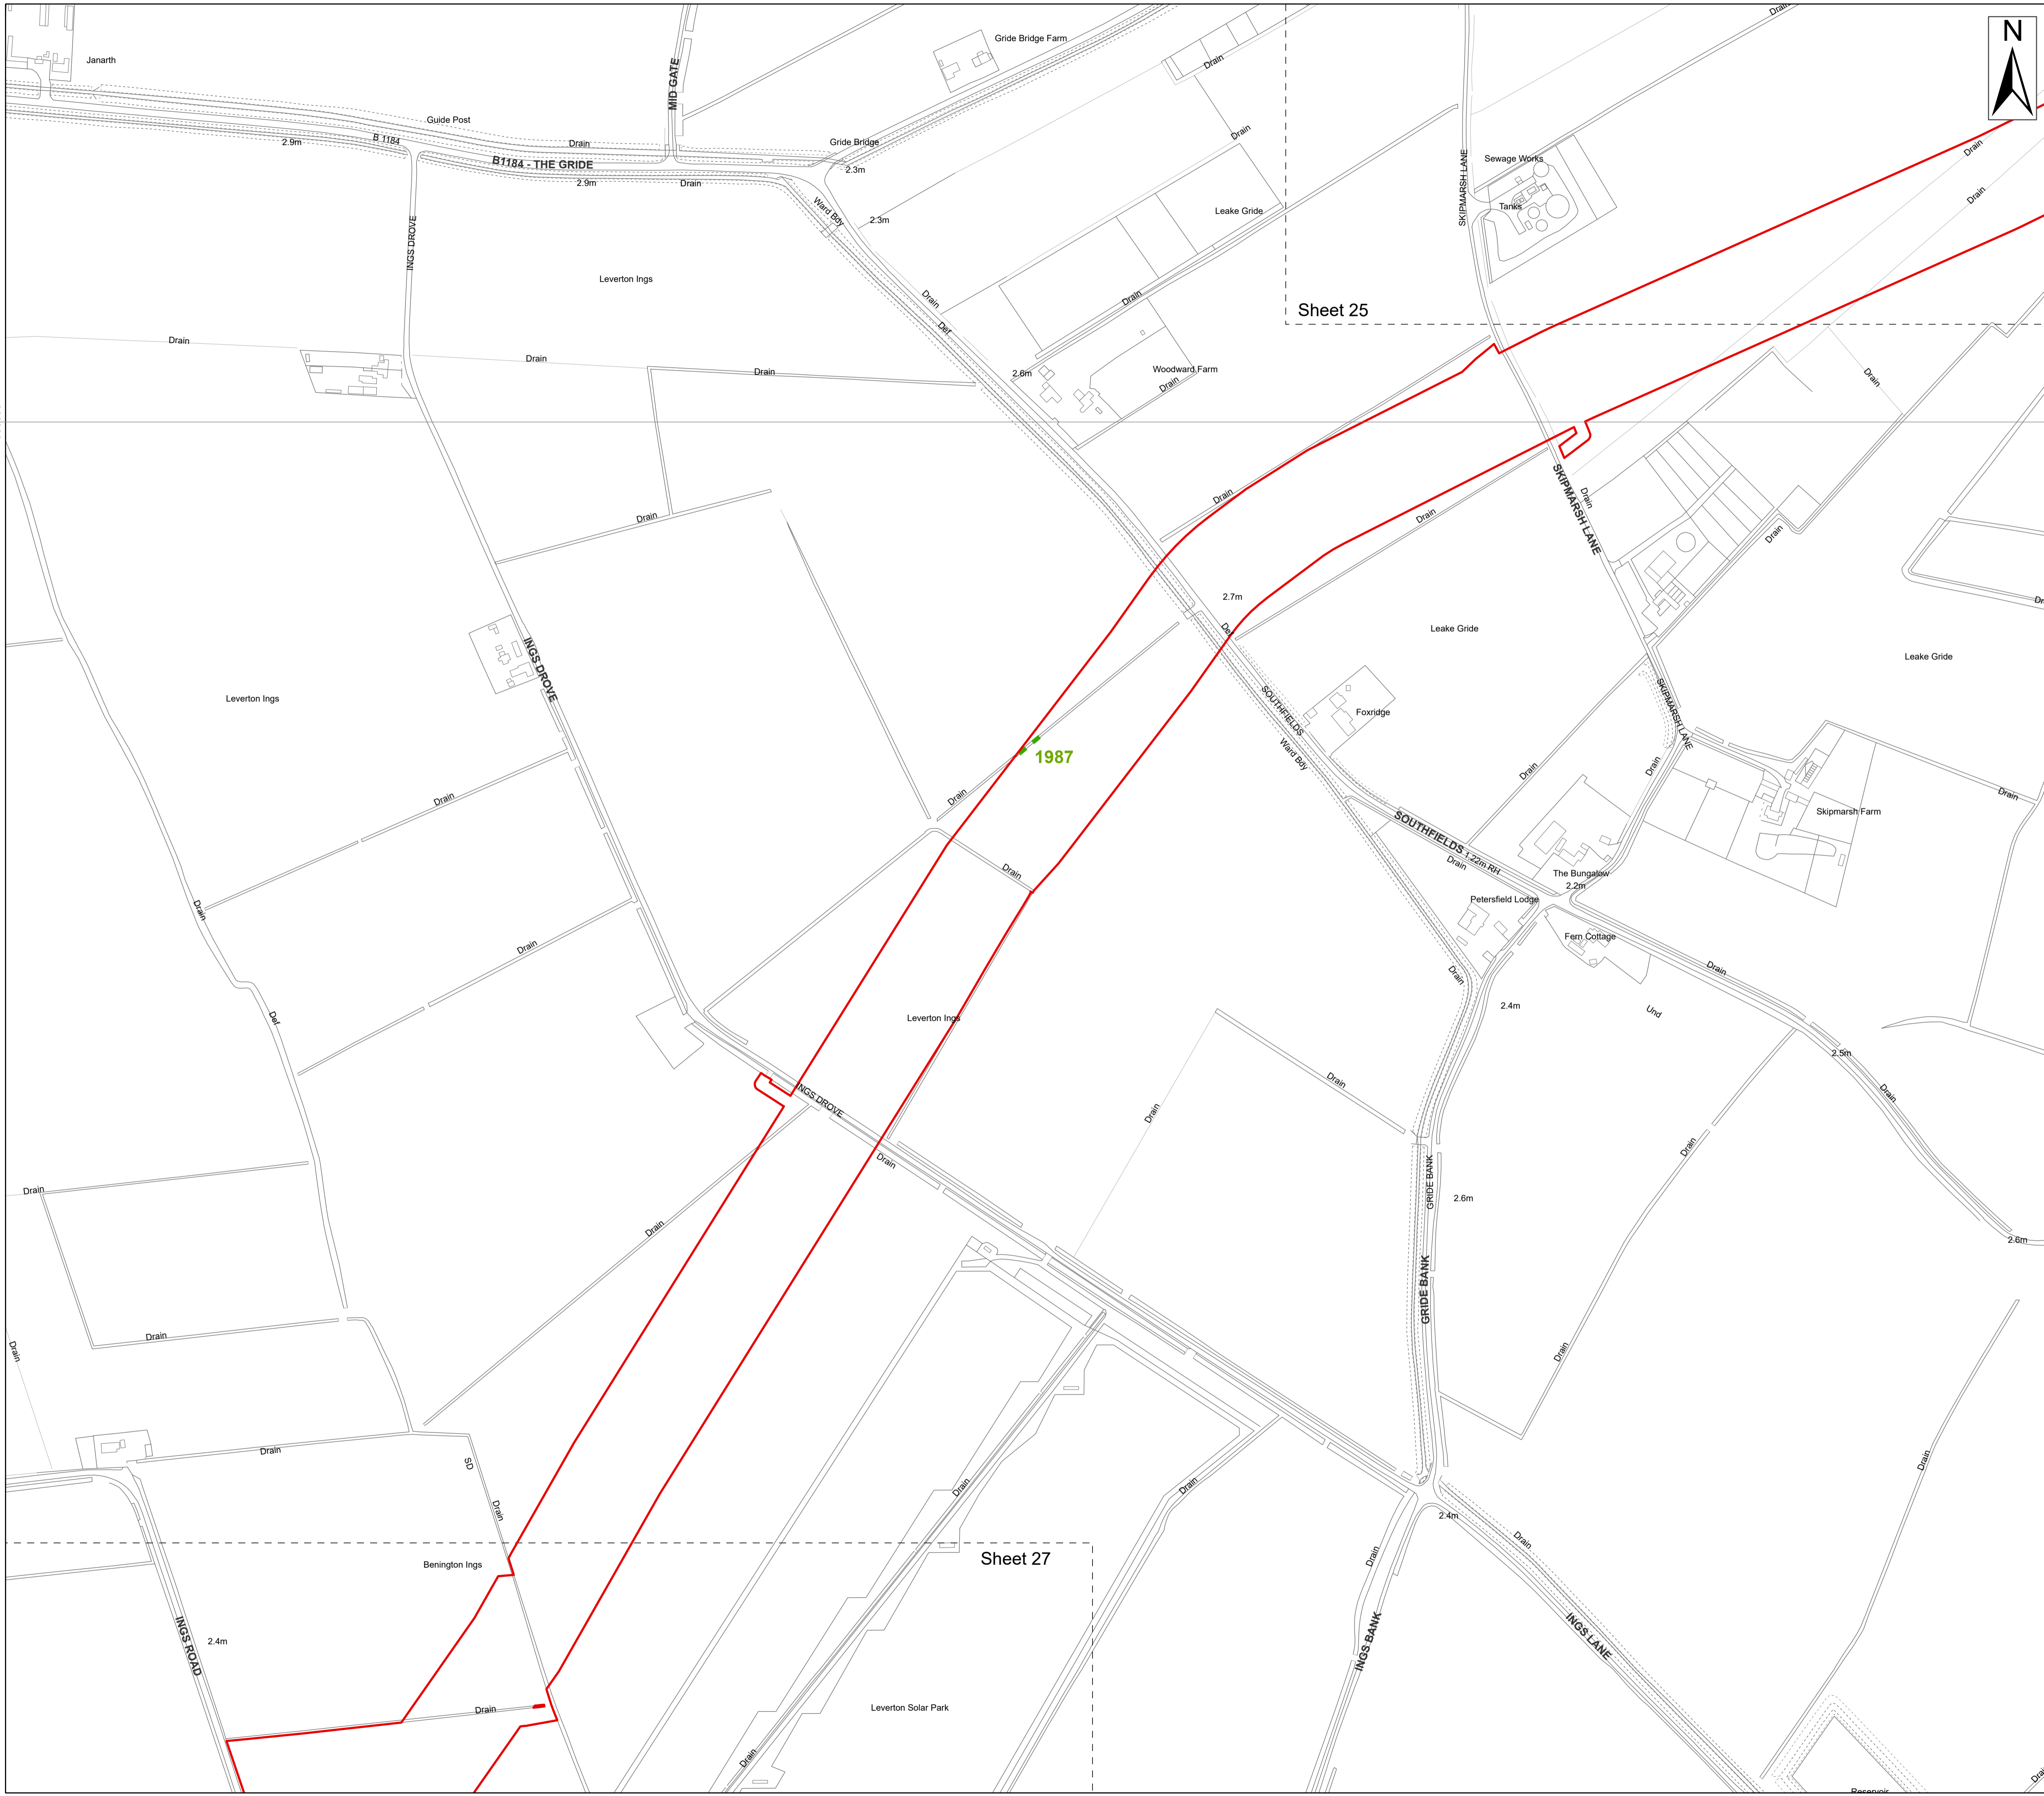 Drain
N
Janarth
Gride Bridge Farm
MID GATE
Drain
Guide Post
B 1184
2.9m
Drain
B1184 - THE GRIDE
Gride Bridge
2.3m
2.9m
Drain
Drain
Sewage Works
SKIPMARSH LANE
Tanks
Drain
Drain
Ward Bdy
2.3m
Leake Gride
INGS DROVE
Leverton Ings
Drain
Drain
Def
Sheet 25
Drain
Drain
Drain
2.6m
Woodward Farm
Drain
Drain
Drain
Drain
Drain
SKIPMARSH LANE
Drain
Drain
2.7m
Def
Leake Gride
Leake Gride
INGS DROVE
Leverton Ings
SOUTHFIELDS
Foxridge
SKIPMARSH LANE
Ward Bdy
1987
Drain
Drain
Drain
Drain
Drain
Skipmarsh Farm
SOUTHFIELDS
1.22m RH
Drain
Drain
The Bungalow
2.2m
Petersfield Lodge
Drain
Drain
Fern Cottage
Drain
Drain
2.4m
Und
Def
Leverton Ings
2.5m
Drain
Drain
INGS DROVE
Drain
Drain
Drain
Drain
GRIDE BANK
2.6m
Drain
2.6m
GRIDE BANK
Drain
Drain
Drain
Drain
SD
Drain
Drain
Drain
Drain
2.4m
Drain
Drain
Benington Ings
Sheet 27
INGS ROAD
2.4m
INGS BANK
INGS LANE
Drain
Leverton Solar Park
Drain
Reservoir